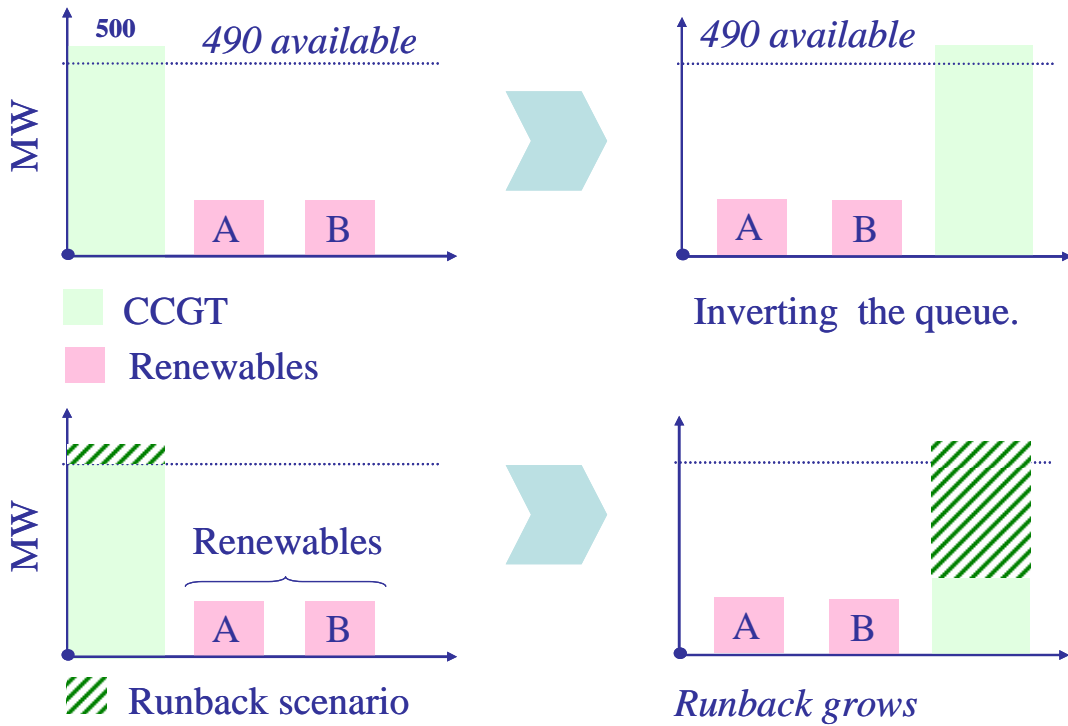 500
490 available
MW
A
B
490 available
A
B
CCGT
Renewables
Inverting the queue.
MW
Renewables
A
B
A
B
Runback scenario
Runback grows